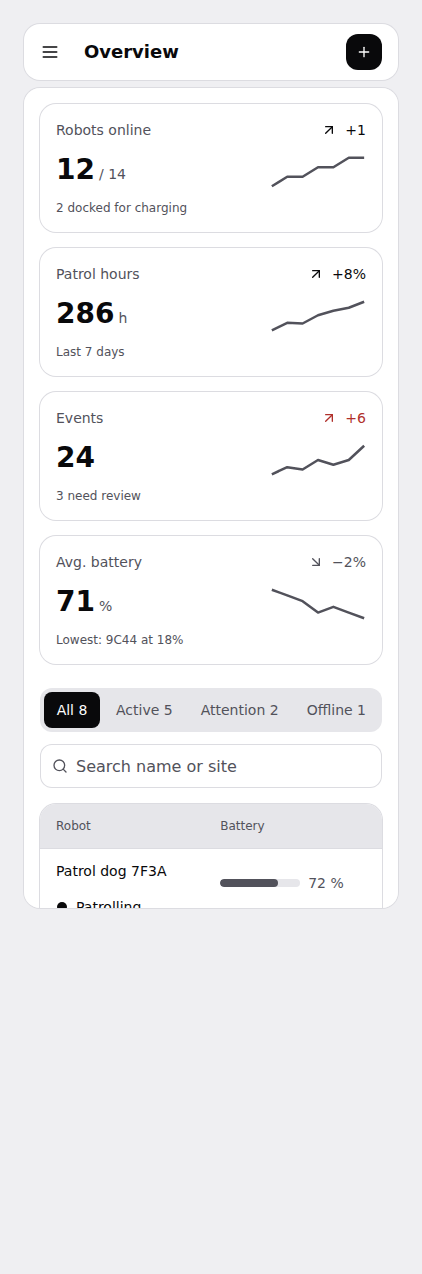 Overview
Robots online +1
12 / 14
2 docked for charging
Patrol hours +8%
286 h
Last 7 days
Events +6
24
3 need review
Avg. battery −2%
71 %
Lowest: 9C44 at 18%
All 8 Active 5 Attention 2 Offline 1
Search name or site
Robot Battery
Patrol dog 7F3A
72 %
Patrolling